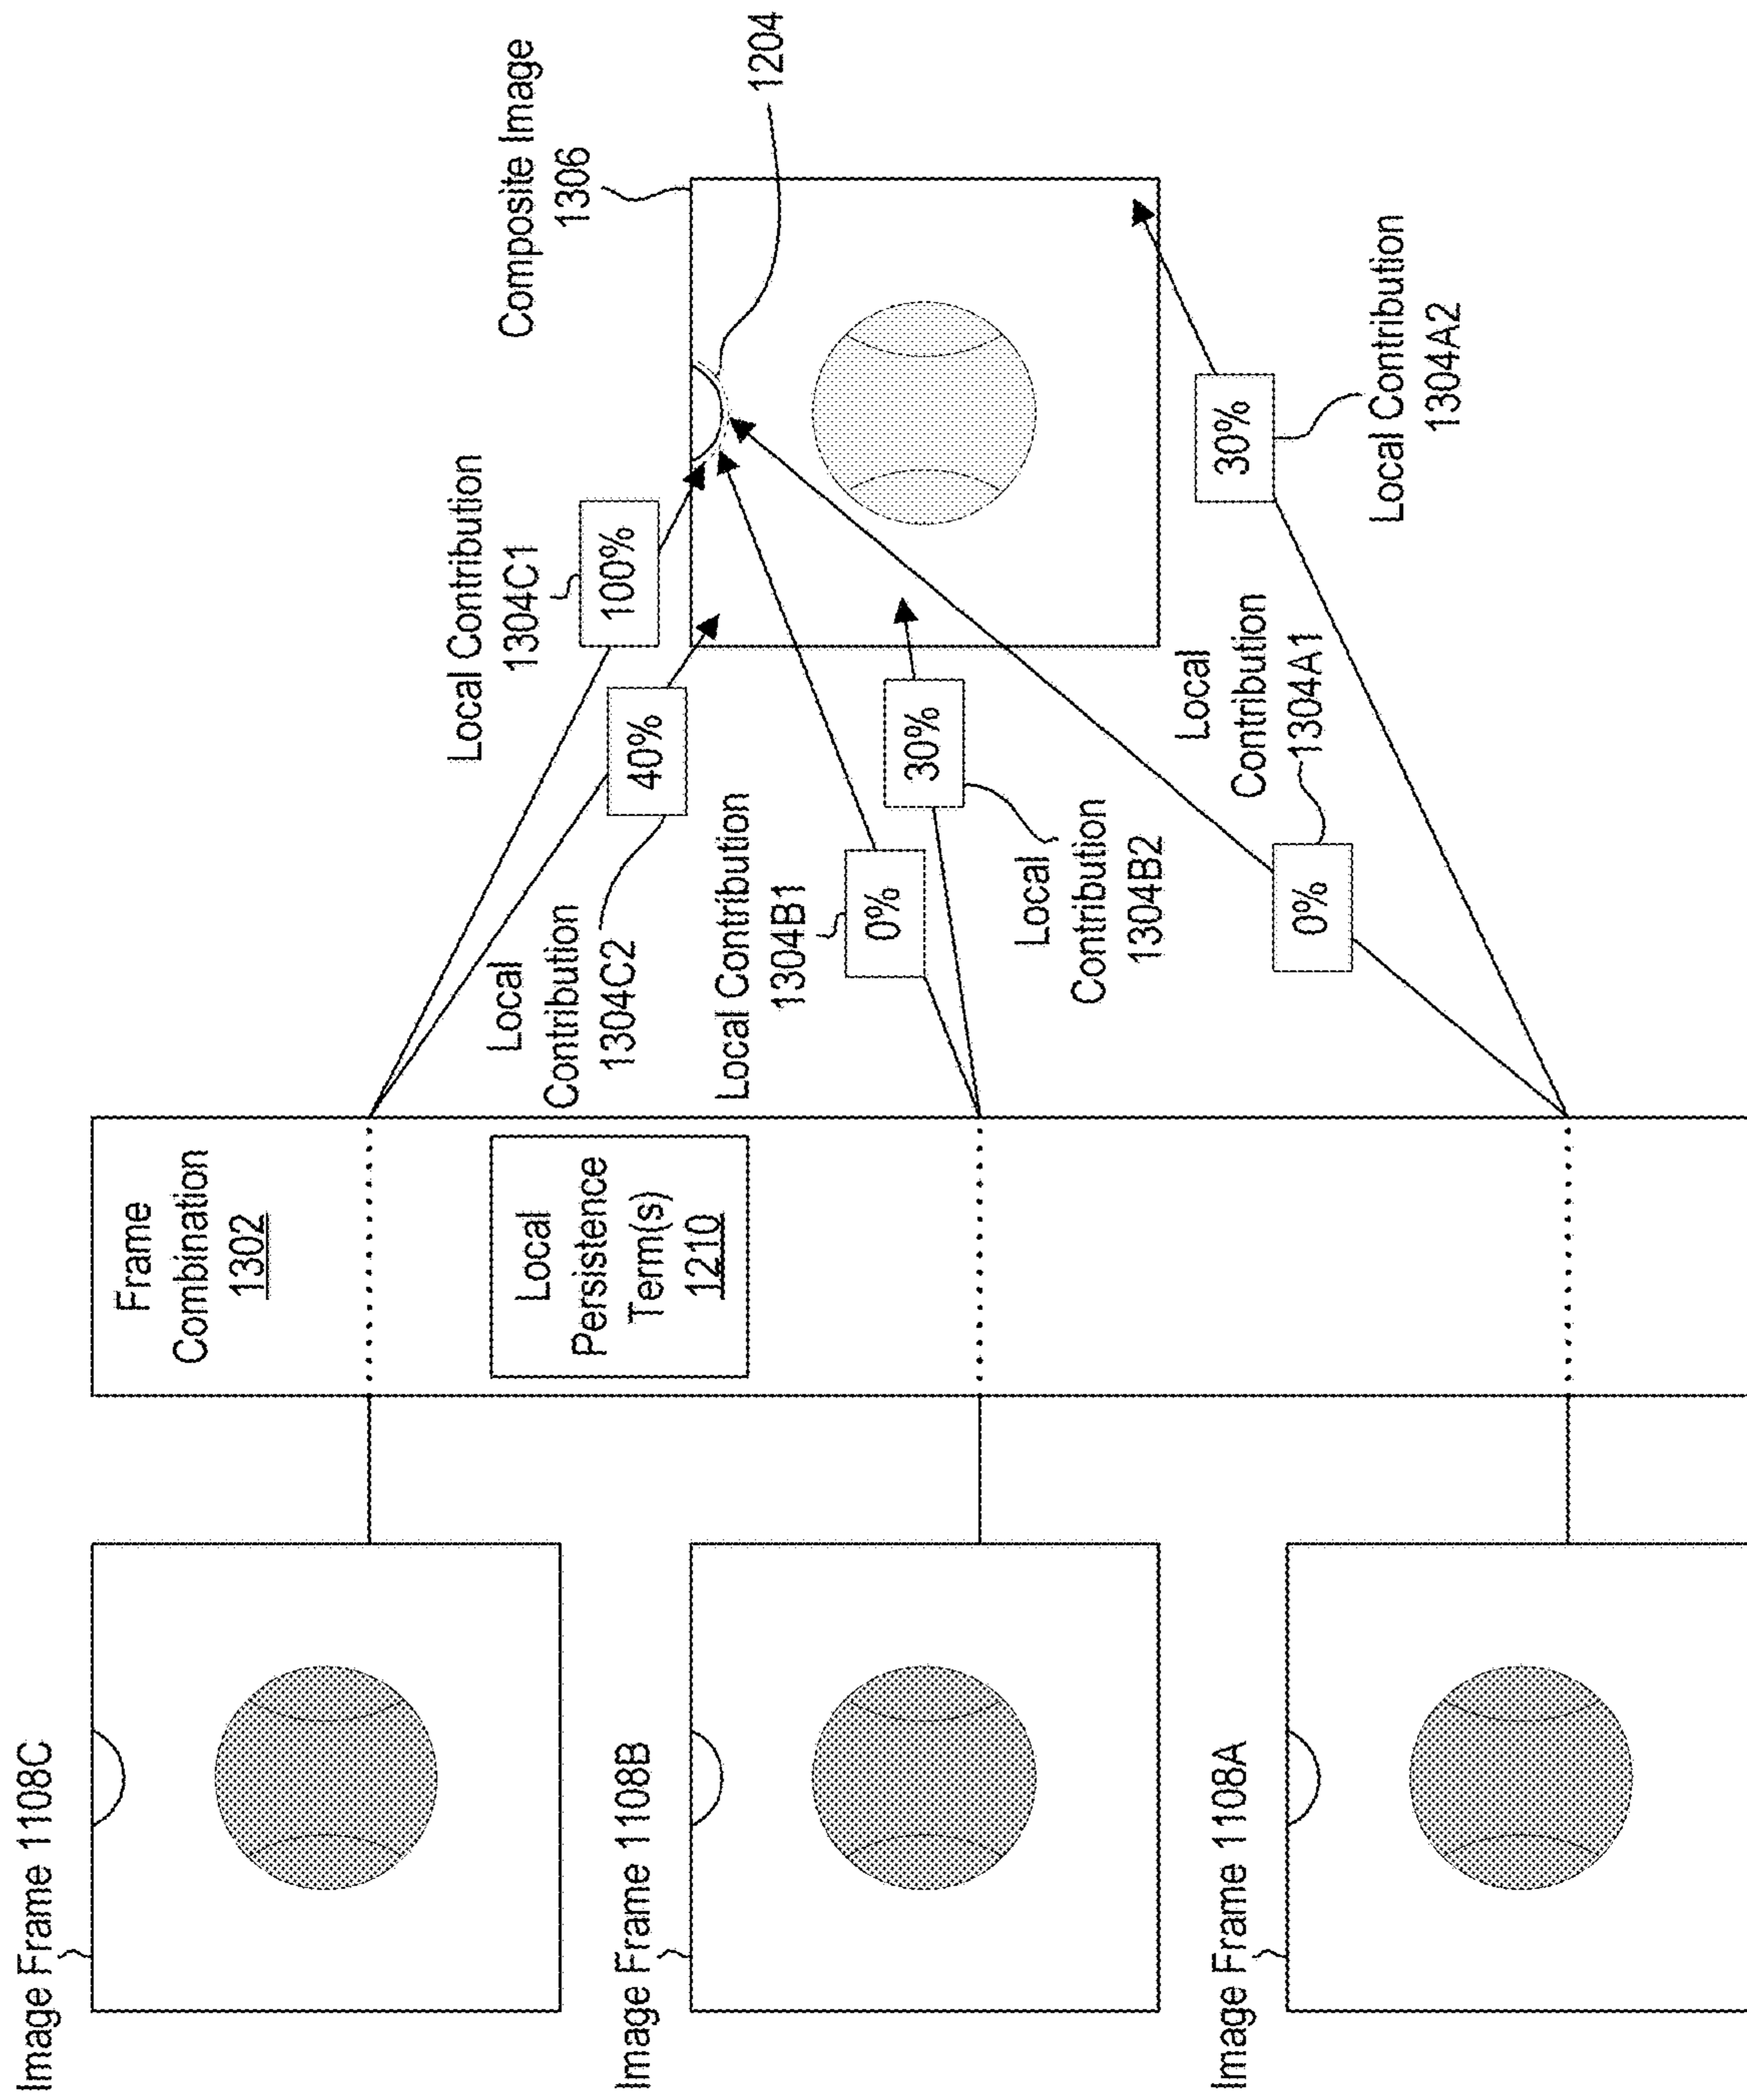 Image Frame 1108C
Image Frame 1108B
Image Frame 1108A
Frame
Combination
1302
Local
Persistence
Term(s)
1210
Local Contribution
1304C1
100%
Local
Contribution
1304C2
40%
Local Contribution
1304B1
0%
Local
Contribution
1304B2
30%
Local
Contribution
1304A1
0%
Local Contribution
1304A2
30%
Composite Image
1306
1204